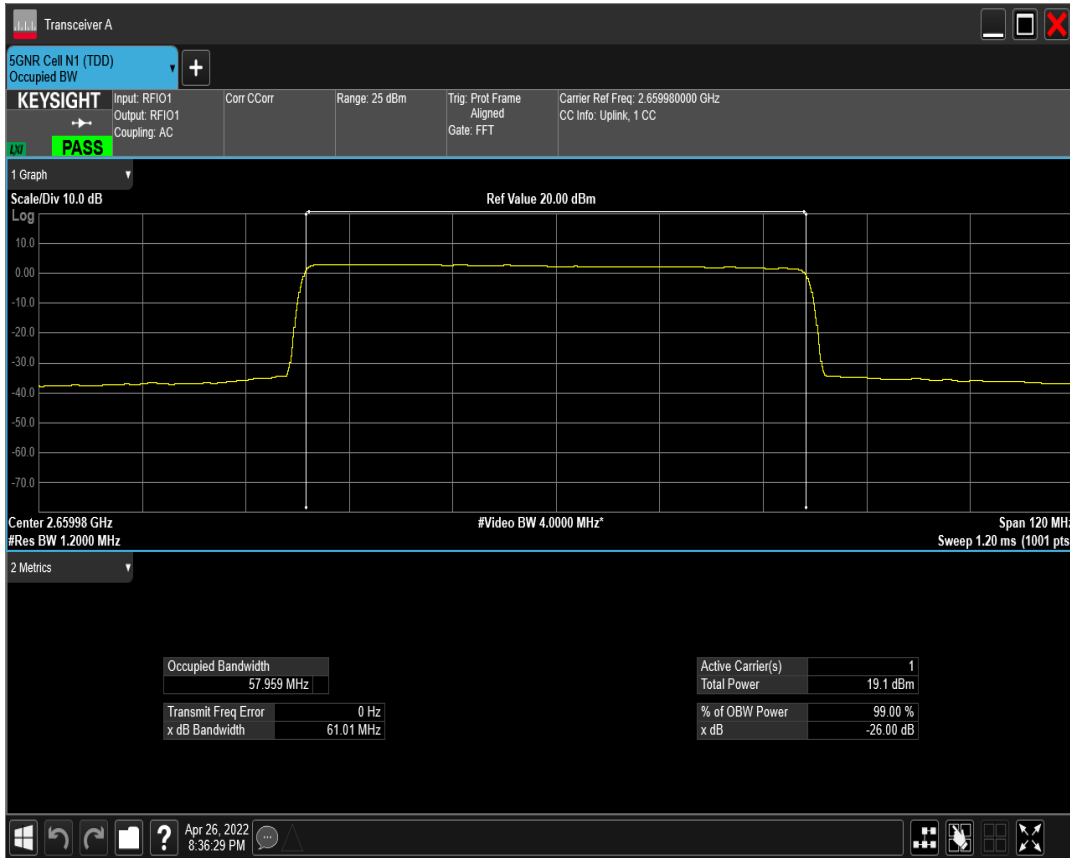 Transceiver A
5GNR Cell N1 (TDD)
Occupied BW
+
KEYSIGHT
LXI
PASS
Input: RFIO1
Output: RFIO1
Coupling: AC
Corr CCorr
Range: 25 dBm
Trig: Prot Frame
Aligned
Gate: FFT
Carrier Ref Freq: 2.659980000 GHz
CC Info: Uplink, 1 CC
1 Graph
Scale/Div 10.0 dB
Ref Value 20.00 dBm
Log
10.0
0.00
-10.0
-20.0
-30.0
-40.0
-50.0
-60.0
-70.0
Center 2.65998 GHz
#Video BW 4.0000 MHz*
Span 120 MHz
#Res BW 1.2000 MHz
Sweep 1.20 ms (1001 pts
2 Metrics
Occupied Bandwidth
57.959 MHz
Transmit Freq Error 0 Hz
x dB Bandwidth 61.01 MHz
Active Carrier(s) 1
Total Power 19.1 dBm
% of OBW Power 99.00 %
x dB -26.00 dB
?
Apr 26, 2022
8:36:29 PM